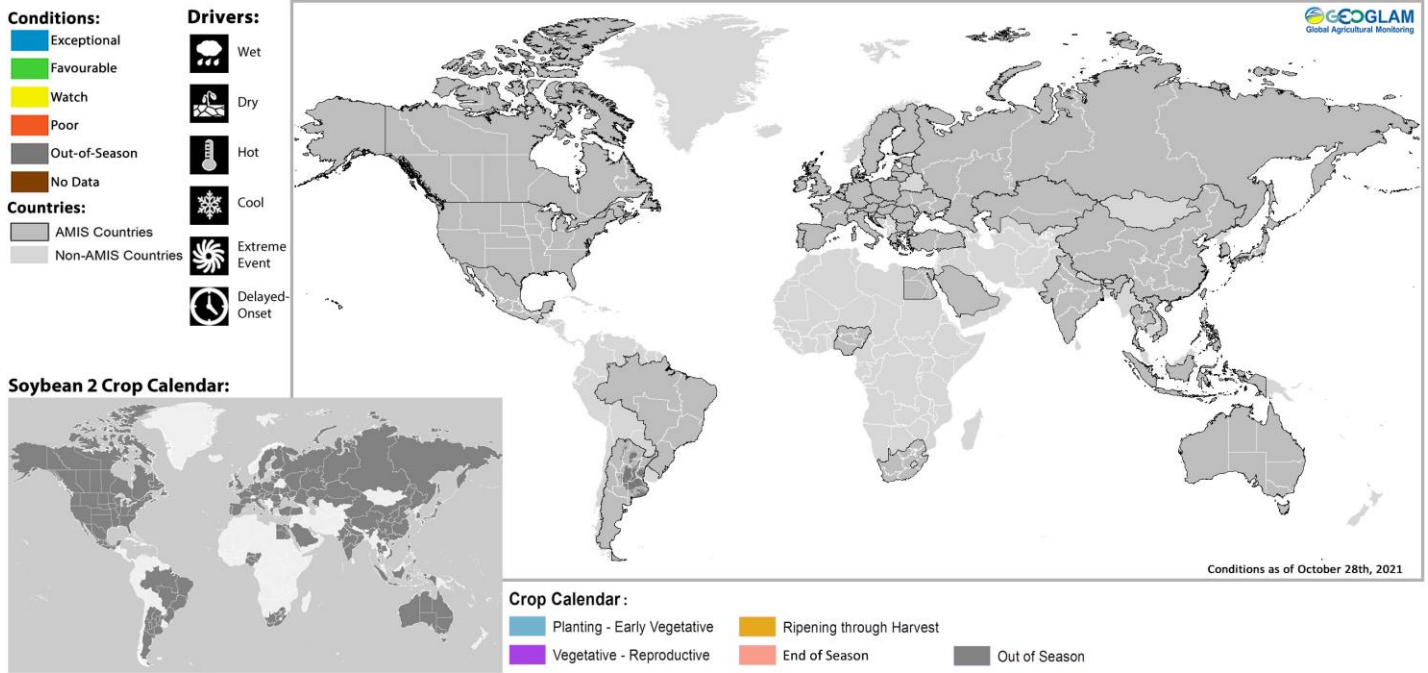 Conditions:
Exceptional
Favourable
Watch
Poor
Out-of-Season
No Data
Countries:
AMIS Countries
Non-AMIS Countries
Drivers:
Wet
Dry
Hot
Cool
Extreme
Event
Delayed-
Onset
GEOGLAM
Global Agricultural Monitoring
Conditions as of October 28th, 2021
Soybean 2 Crop Calendar:
Crop Calendar :
Planting - Early Vegetative
Vegetative - Reproductive
Ripening through Harvest
End of Season
Out of Season